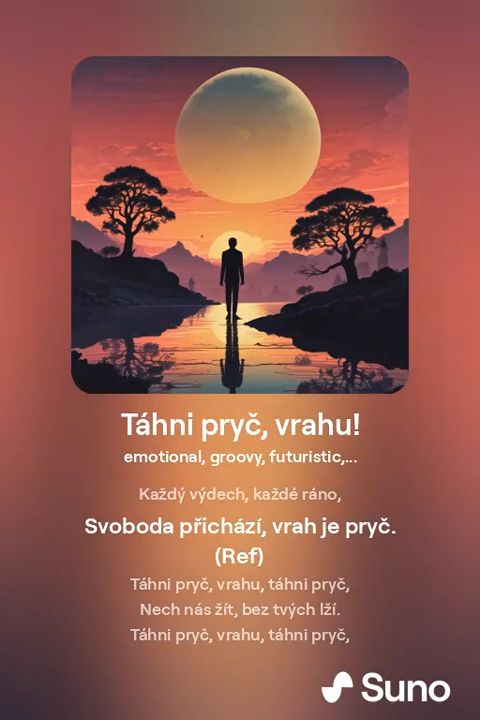 Táhni pryč, vrahu!
emotional, groovy, futuristic,...
Každý výdech, každé ráno,
Svoboda přichází, vrah je pryč.
(Ref)
Táhni pryč, vrahu, táhni pryč,
Nech nás žít, bez tvých lží.
Táhni pryč, vrahu, táhni pryč,
Suno